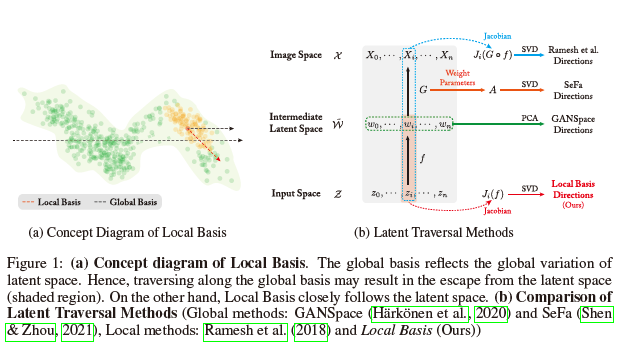 Jacobian
Image Space X X₀, ··· , Xᵢ, ··· , Xₙ Jᵢ(G ∘ f) SVD Ramesh et al.
Directions
Weight
Parameters
G A SVD SeFa
Directions
Intermediate
Latent Space W̃ w₀, ··· , wᵢ, ··· , wₙ PCA GANSpace
Directions
f
Input Space Z z₀, ··· , zᵢ, ··· , zₙ Jᵢ(f) SVD Local Basis
Directions
(Ours)
Jacobian
Local Basis Global Basis
(a) Concept Diagram of Local Basis
(b) Latent Traversal Methods
Figure 1: (a) Concept diagram of Local Basis. The global basis reflects the global variation of
latent space. Hence, traversing along the global basis may result in the escape from the latent space
(shaded region). On the other hand, Local Basis closely follows the latent space. (b) Comparison of
Latent Traversal Methods (Global methods: GANSpace (Härkönen et al., 2020) and SeFa (Shen
& Zhou, 2021), Local methods: Ramesh et al. (2018) and Local Basis (Ours))